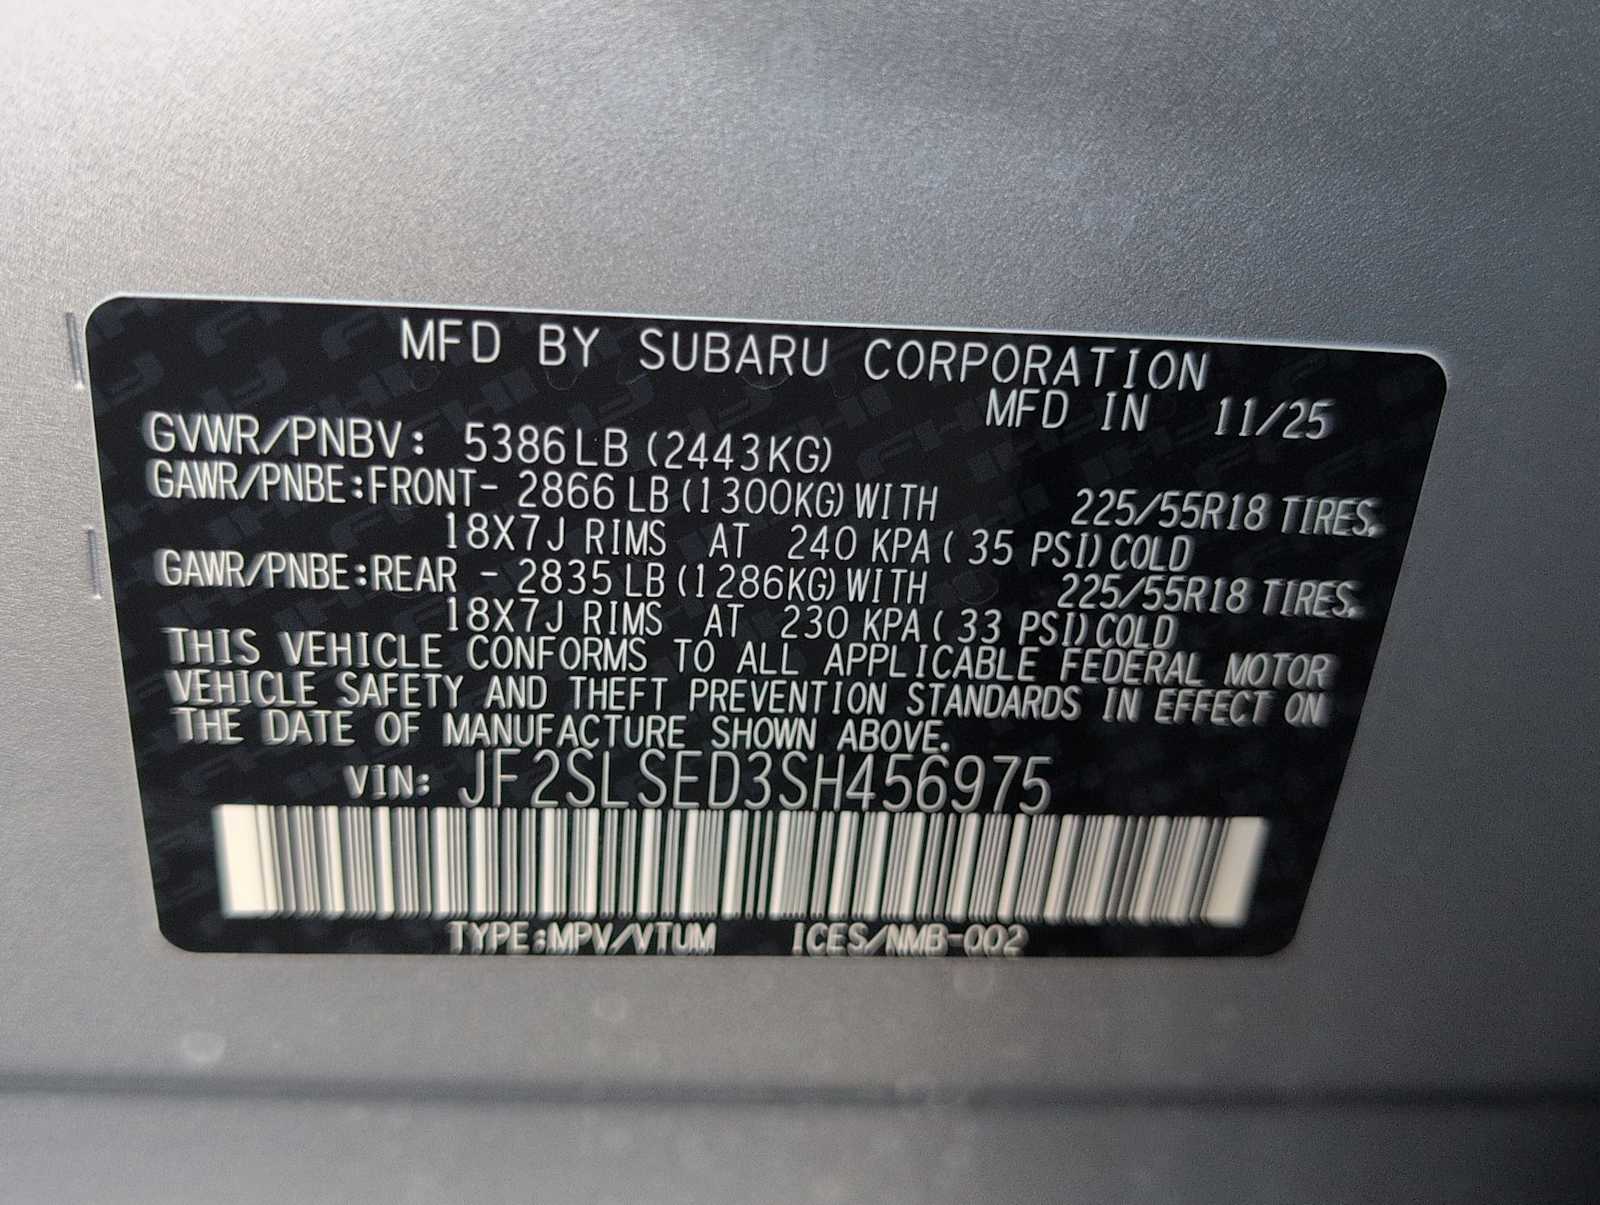 MFD BY SUBARU CORPORATION
MFD IN 11/25
GVWR/PNBV: 5386LB (2443KG)
GAWR/PNBE:FRONT- 2866 LB (1300KG) WITH 225/55R18 TIRES,
18X7J RIMS AT 240 KPA ( 35 PSI) COLD
GAWR/PNBE:REAR - 2835 LB (1286KG) WITH 225/55R18 TIRES,
18X7J RIMS AT 230 KPA ( 33 PSI) COLD
THIS VEHICLE CONFORMS TO ALL APPLICABLE FEDERAL MOTOR
VEHICLE SAFETY AND THEFT PREVENTION STANDARDS IN EFFECT ON
THE DATE OF MANUFACTURE SHOWN ABOVE.
VIN: JF2SLSED3SH456975
TYPE:MPV/VTUM ICES/NMB-002